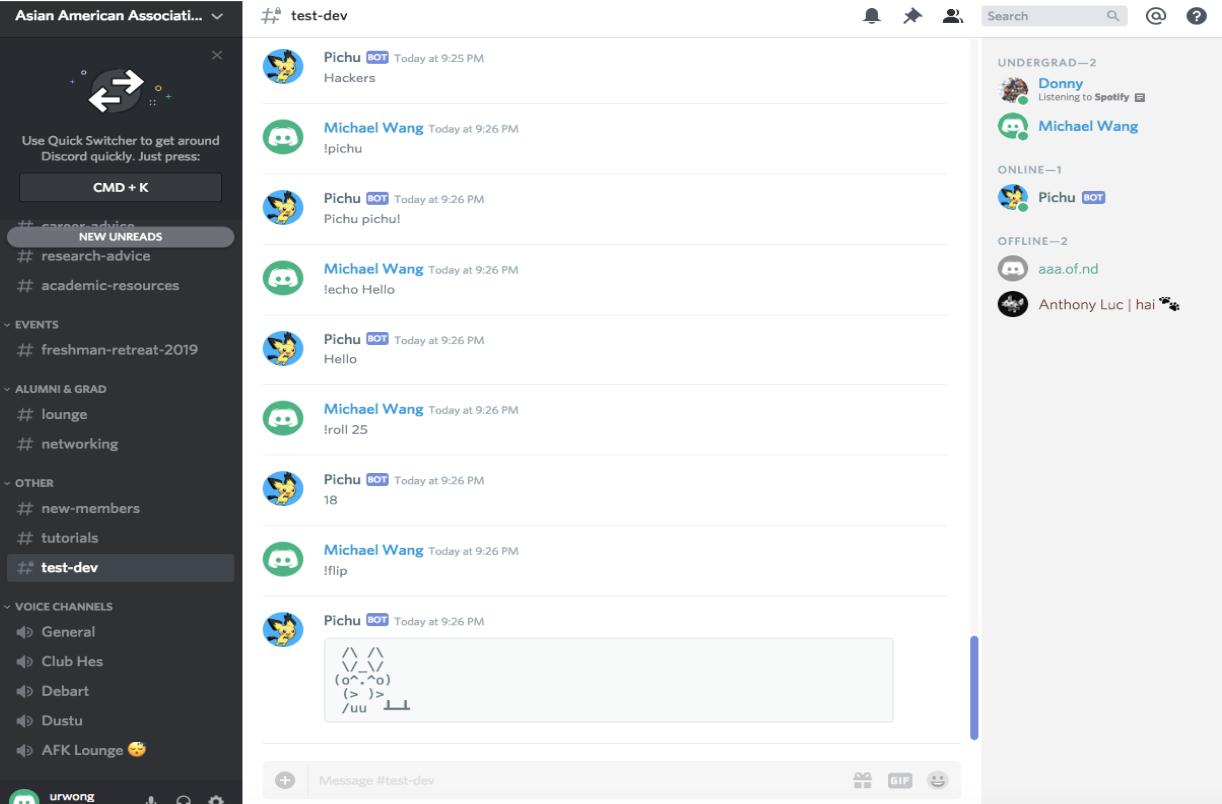 Asian American Associati...
Use Quick Switcher to get around
Discord quickly. Just press:
CMD + K
# career-advice
NEW UNREADS
# research-advice
# academic-resources
EVENTS
# freshman-retreat-2019
ALUMNI & GRAD
# lounge
# networking
OTHER
# new-members
# tutorials
# test-dev
VOICE CHANNELS
General
Club Hes
Debart
Dustu
AFK Lounge 😴
urwong
# test-dev
Search
Pichu BOT Today at 9:25 PM
Hackers
Michael Wang Today at 9:26 PM
!pichu
Pichu BOT Today at 9:26 PM
Pichu pichu!
Michael Wang Today at 9:26 PM
!echo Hello
Pichu BOT Today at 9:26 PM
Hello
Michael Wang Today at 9:26 PM
!roll 25
Pichu BOT Today at 9:26 PM
18
Michael Wang Today at 9:26 PM
!flip
Pichu BOT Today at 9:26 PM
 /\ /\
 \/_\/
(o^.^o)
 (> )>
 /uu ┻━┻
Message #test-dev
GIF
UNDERGRAD—2
Donny
Listening to Spotify
Michael Wang
ONLINE—1
Pichu BOT
OFFLINE—2
aaa.of.nd
Anthony Luc | hai 🐾